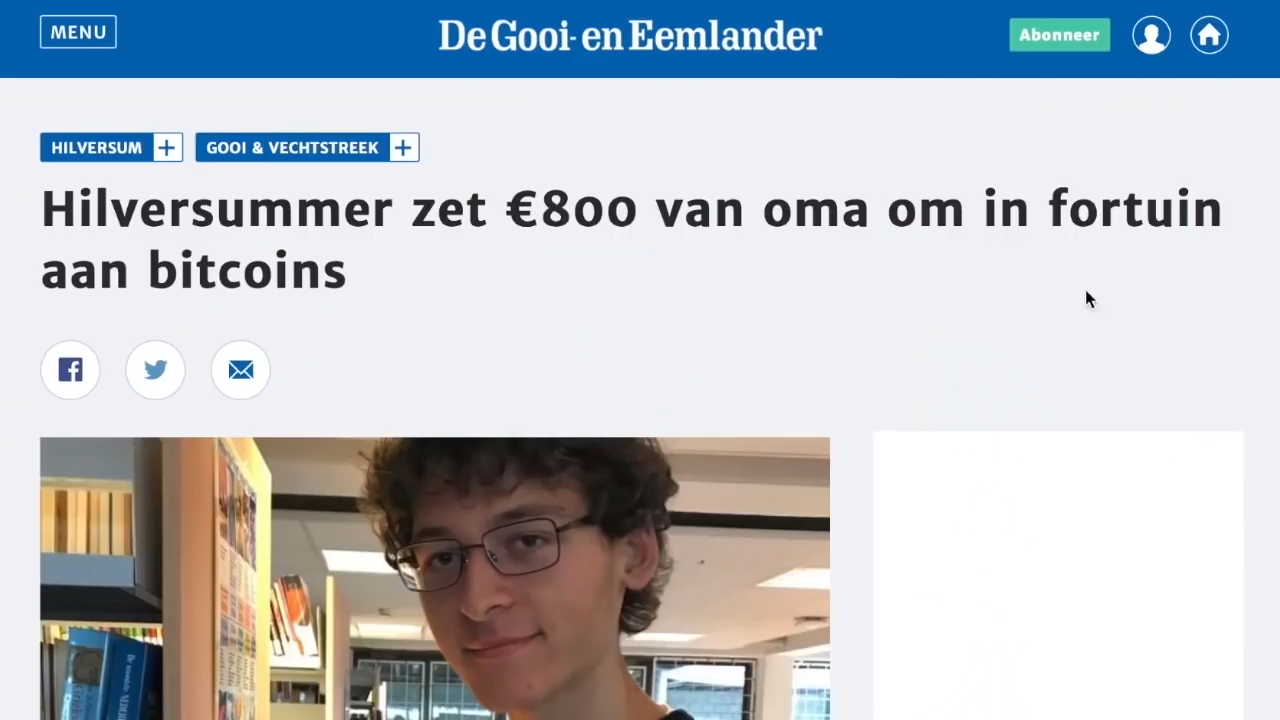 MENU
De Gooi- en Eemlander
Abonneer
HILVERSUM +
GOOI & VECHTSTREEK +
Hilversummer zet €800 van oma om in fortuin
aan bitcoins